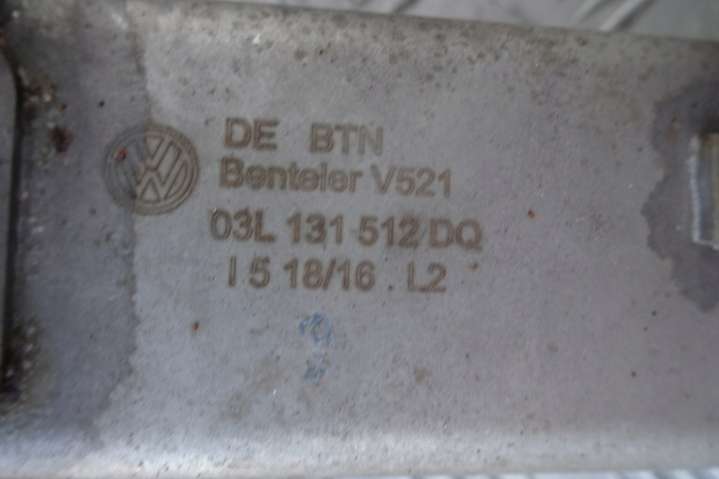 DE BTN
Benteler V521
03L 131 512 DQ
I 5 18/16 . L2